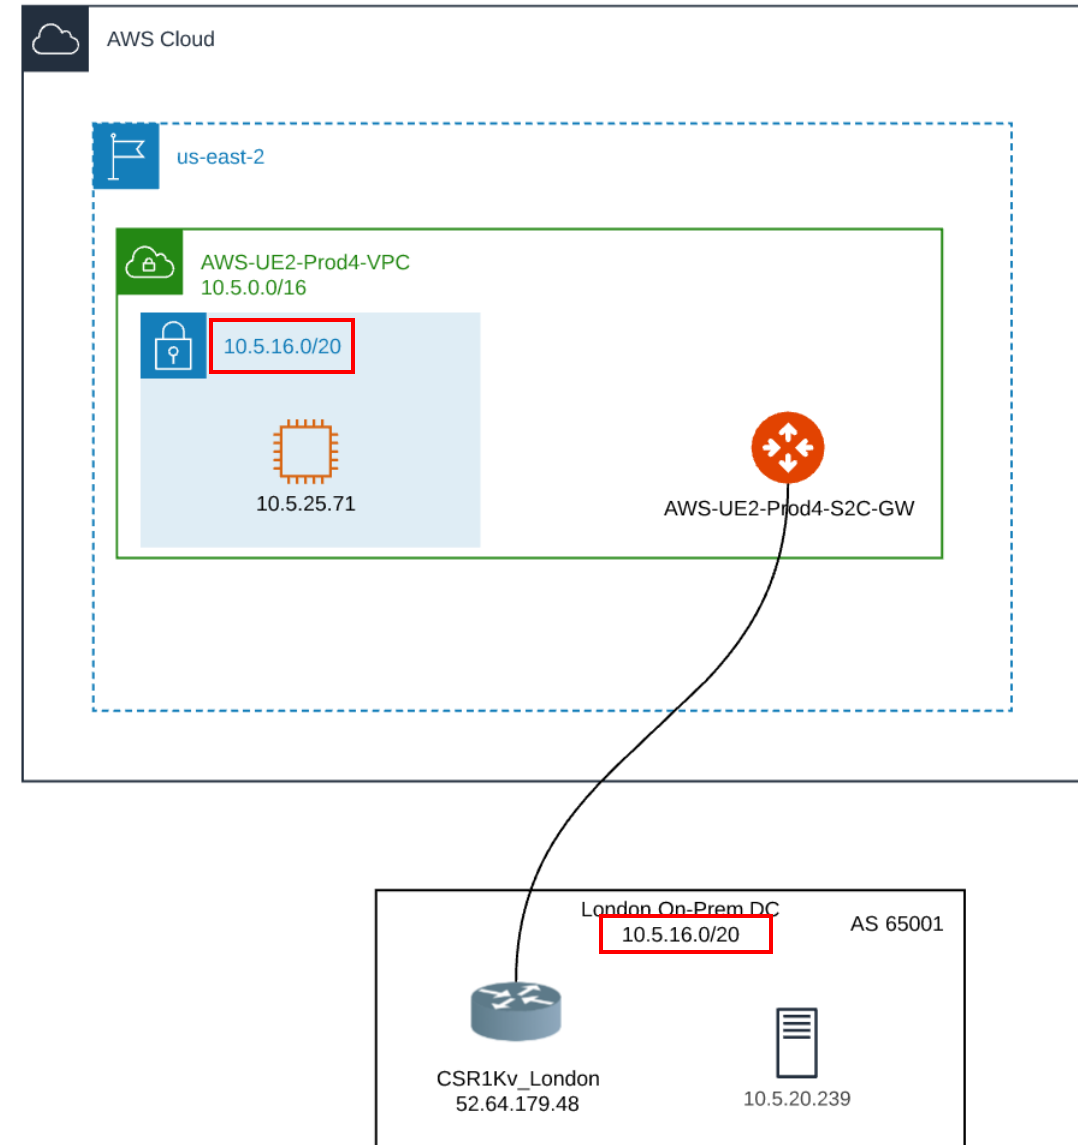 AWS Cloud
us-east-2
AWS-UE2-Prod4-VPC
10.5.0.0/16
10.5.16.0/20
10.5.25.71
AWS-UE2-Prod4-S2C-GW
London On-Prem DC
10.5.16.0/20
AS 65001
CSR1Kv_London
52.64.179.48
10.5.20.239